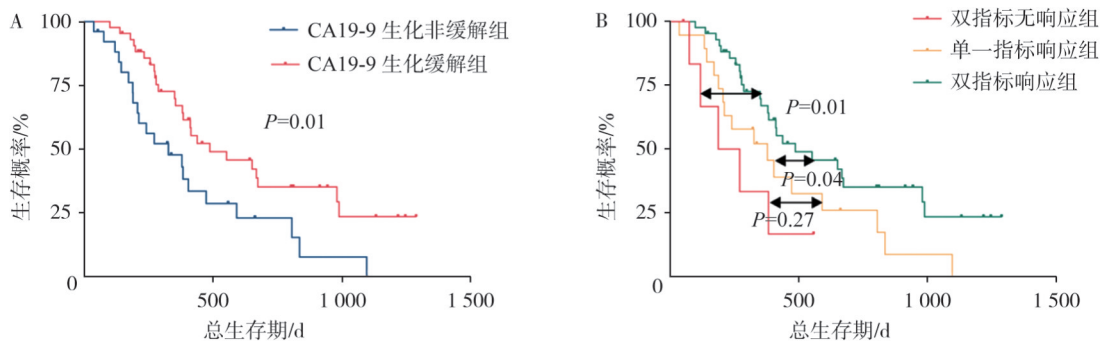 A
CA19-9 生化非缓解组
CA19-9 生化缓解组
P=0.01
生存概率/%
100
75
50
25
0
500
1 000
1 500
总生存期/d
B
双指标无响应组
单一指标响应组
双指标响应组
P=0.01
P=0.04
P=0.27
生存概率/%
100
75
50
25
0
500
1 000
1 500
总生存期/d